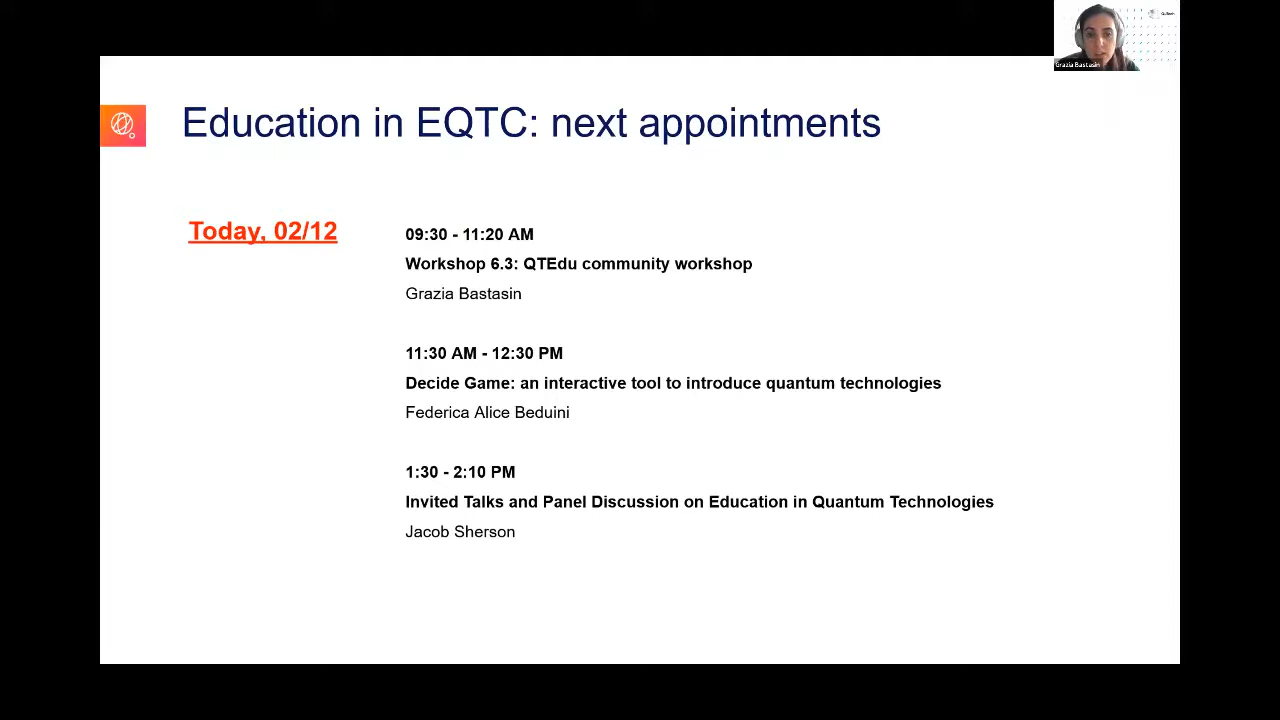 Grazia Bastasin
Education in EQTC: next appointments
Today, 02/12
09:30 - 11:20 AM
Workshop 6.3: QTEdu community workshop
Grazia Bastasin
11:30 AM - 12:30 PM
Decide Game: an interactive tool to introduce quantum technologies
Federica Alice Beduini
1:30 - 2:10 PM
Invited Talks and Panel Discussion on Education in Quantum Technologies
Jacob Sherson